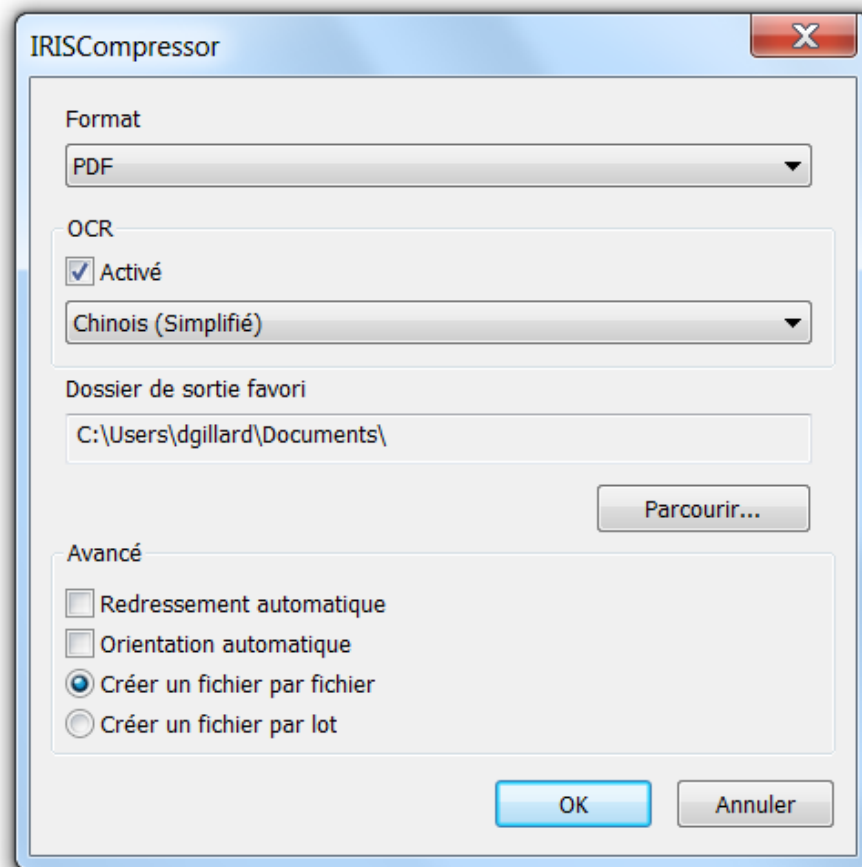 IRISCompressor
Format
PDF
OCR
Activé
Chinois (Simplifié)
Dossier de sortie favori
C:\Users\dgillard\Documents\
Parcourir...
Avancé
Redressement automatique
Orientation automatique
Créer un fichier par fichier
Créer un fichier par lot
OK
Annuler